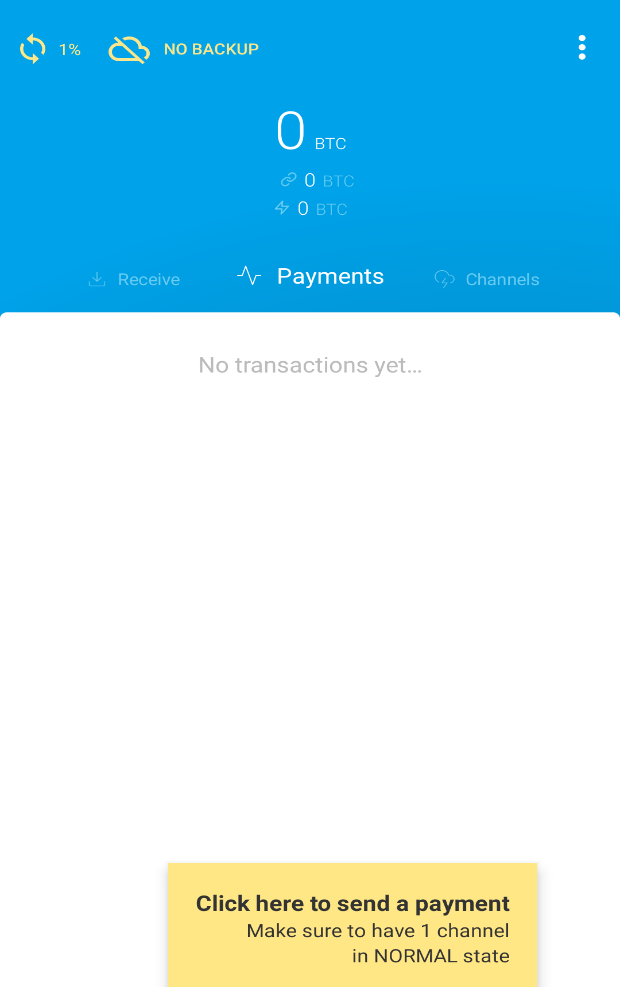 1% NO BACKUP
0 BTC
0 BTC
0 BTC
Receive Payments Channels
No transactions yet...
Click here to send a payment
Make sure to have 1 channel
in NORMAL state